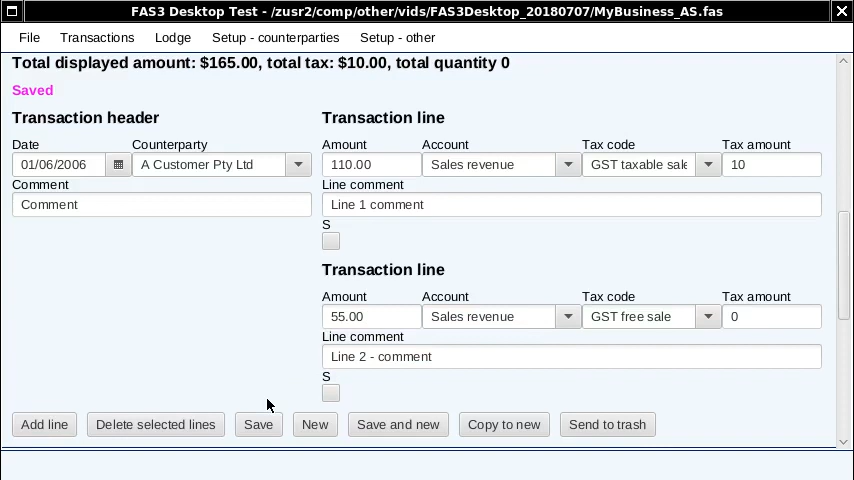 FAS3 Desktop Test - /zusr2/comp/other/vids/FAS3Desktop_20180707/MyBusiness_AS.fas
File Transactions Lodge Setup - counterparties Setup - other
Total displayed amount: $165.00, total tax: $10.00, total quantity 0
Saved
Transaction header
Date Counterparty
01/06/2006 A Customer Pty Ltd
Comment
Comment
Transaction line
Amount Account Tax code Tax amount
110.00 Sales revenue GST taxable sale 10
Line comment
Line 1 comment
S
Transaction line
Amount Account Tax code Tax amount
55.00 Sales revenue GST free sale 0
Line comment
Line 2 - comment
S
Add line Delete selected lines Save New Save and new Copy to new Send to trash